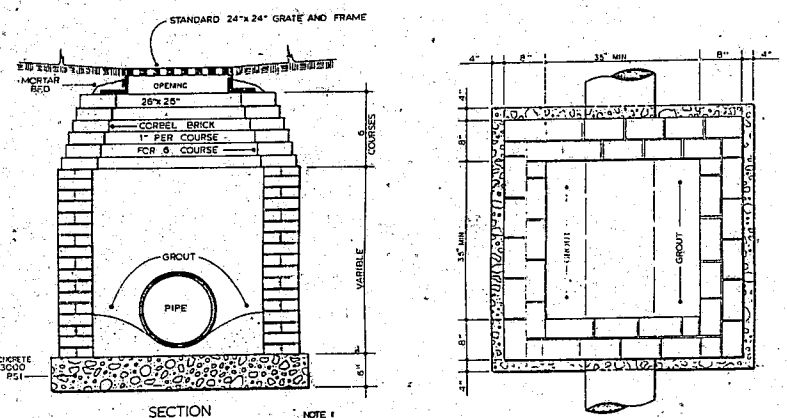 STANDARD 24"x 24" GRATE AND FRAME
MORTAR
BED
OPENING
26"x 25"
CORBEL BRICK
1" PER COURSE
FOR 6 COURSE
6
COURSES
VARIBLE
GROUT
PIPE
CONCRETE
3000
PSI
6"
SECTION
NOTE :
4"
8"
35" MIN
8"
4"
4"
8"
35" MIN
8"
4"
GROUT
GROUT